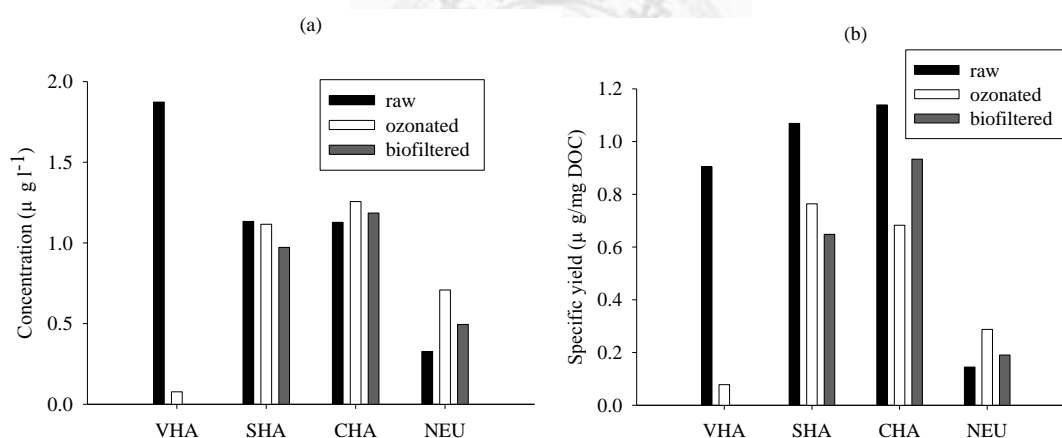 (a)
(b)
raw
ozonated
biofiltered
Concentration (µ g l-1)
2.0
1.5
1.0
0.5
0.0
VHA SHA CHA NEU
raw
ozonated
biofiltered
Specific yield (µ g/mg DOC)
1.2
1.0
0.8
0.6
0.4
0.2
0.0
VHA SHA CHA NEU